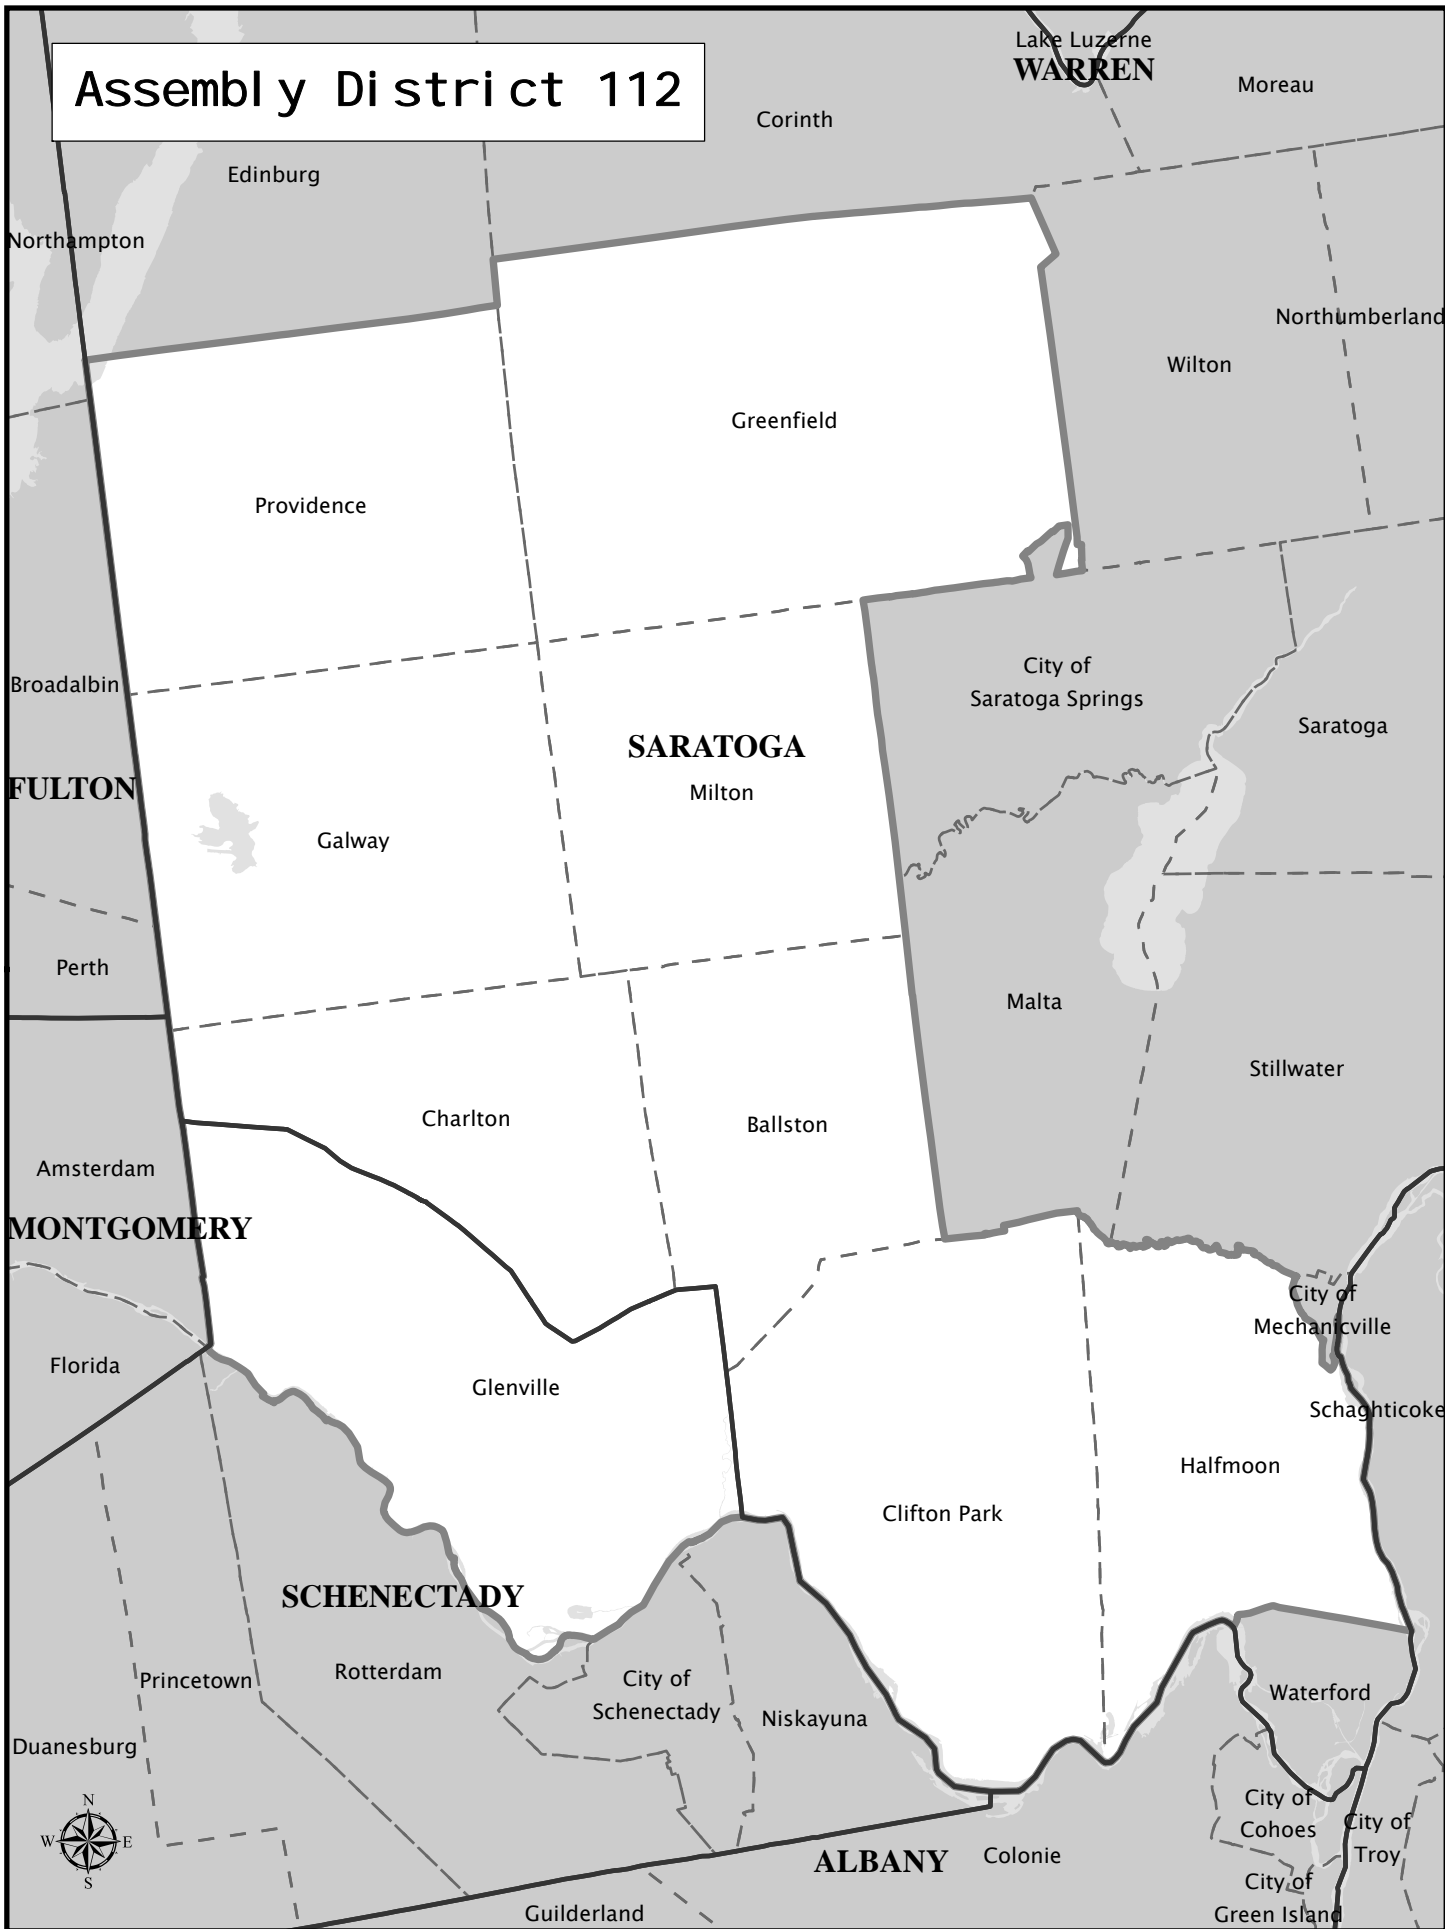 Lake Luzerne
WARREN
Moreau
Assembly District 112
Corinth
Edinburg
Northampton
Northumberland
Wilton
Greenfield
Providence
City of
Saratoga Springs
Broadalbin
Saratoga
SARATOGA
FULTON
Milton
Galway
Perth
Malta
Stillwater
Charlton
Ballston
Amsterdam
MONTGOMERY
City of
Mechanicville
Florida
Glenville
Schaghticoke
Halfmoon
Clifton Park
SCHENECTADY
Rotterdam
Princetown
City of
Schenectady
Niskayuna
Waterford
Duanesburg
N
W E
S
City of
Cohoes
City of
Troy
ALBANY
Colonie
City of
Green Island
Guilderland